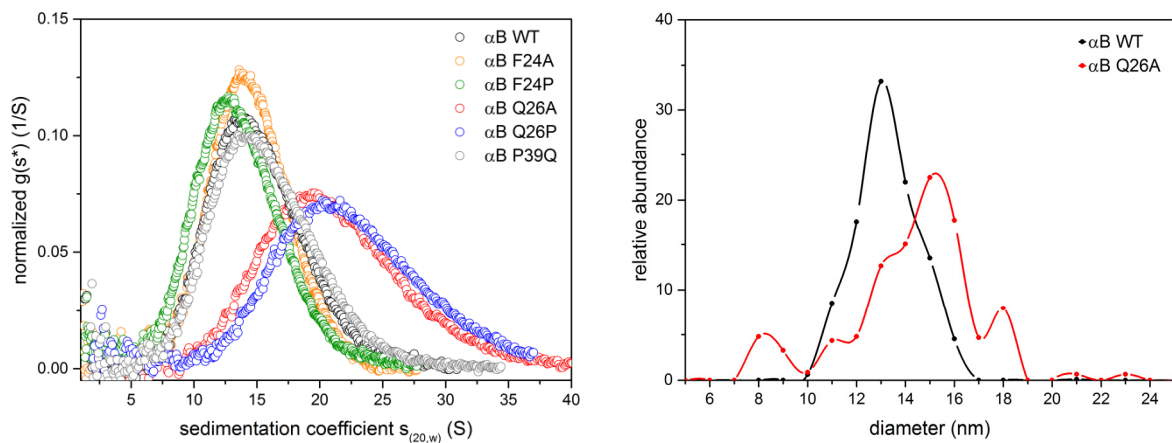 0.15
0.10
0.05
0.00
normalized g(s*) (1/S)
αB WT
αB F24A
αB F24P
αB Q26A
αB Q26P
αB P39Q
5 10 15 20 25 30 35 40
sedimentation coefficient s(20,w) (S)
40
30
20
10
0
relative abundance
αB WT
αB Q26A
6 8 10 12 14 16 18 20 22 24
diameter (nm)